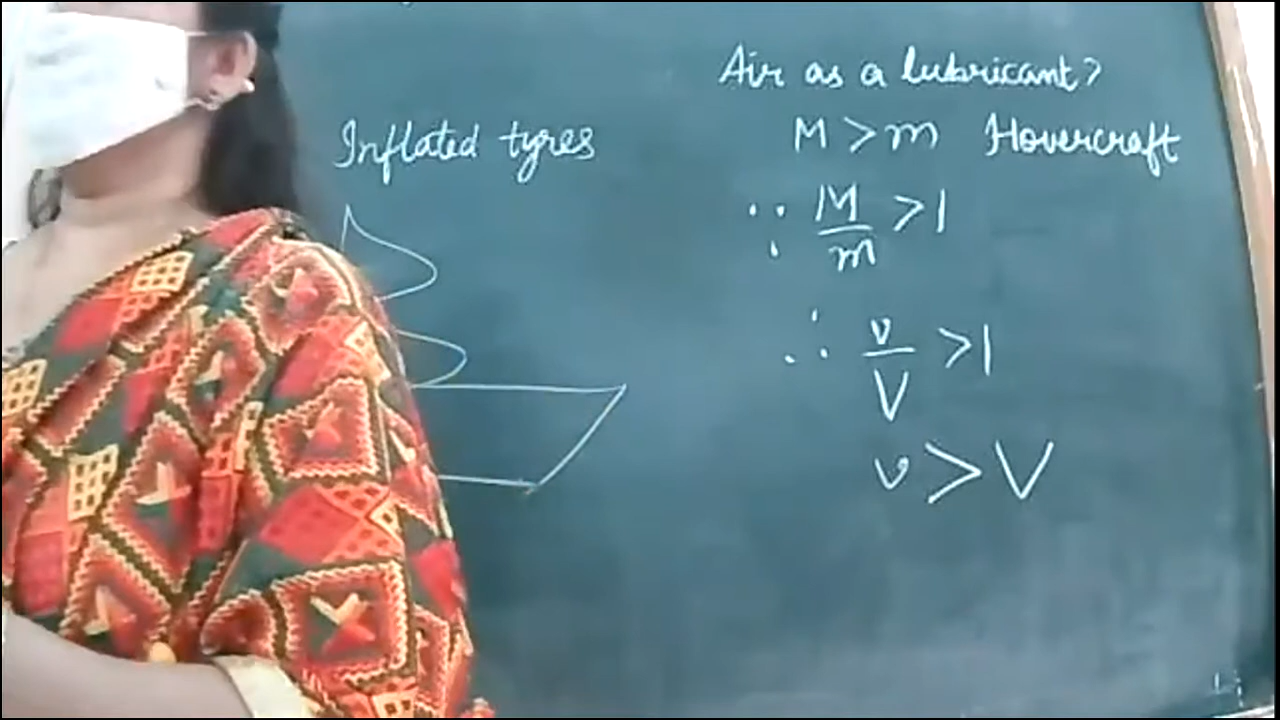 Air as a lubricant?
Inflated tyres
M > m Hovercraft
∵ M/m > 1
∴ v/V > 1
v > V